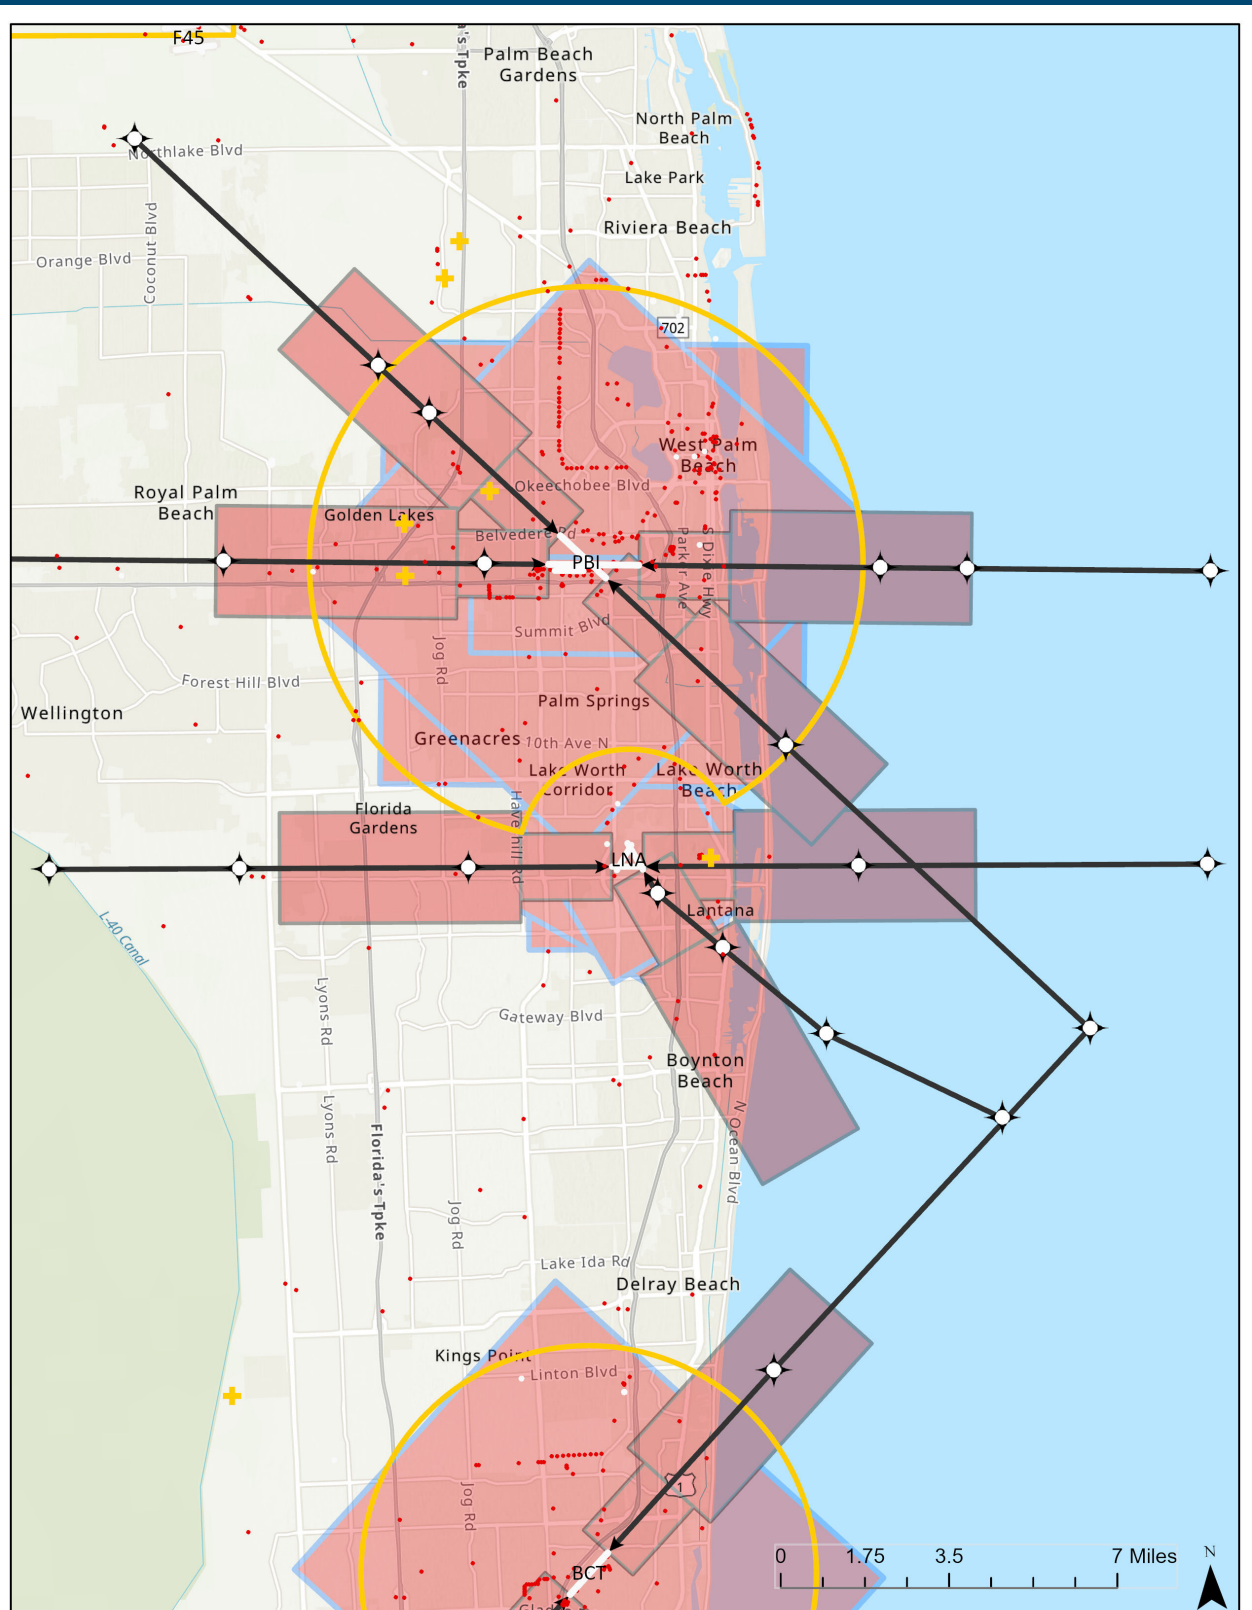 F45
a's Tpke
Palm Beach
Gardens
North Palm
Beach
Northlake Blvd
Lake Park
Coconut Blvd
Riviera Beach
Orange Blvd
702
West Palm
Beach
Okeechobee Blvd
Royal Palm
Beach
Golden Lakes
Belvedere Rd
PBI
Parker Ave
S Dixie Hwy
Summit Blvd
Jog Rd
Forest Hill Blvd
Palm Springs
Wellington
Greenacres
10th Ave N
Lake Worth
Corridor
Lake Worth
Beach
Florida
Gardens
Haverhill Rd
LNA
Lantana
L-40 Canal
Lyons Rd
Gateway Blvd
Boynton
Beach
Lyons Rd
Florida's Tpke
N Ocean Blvd
Jog Rd
Lake Ida Rd
Delray Beach
Kings Point
Linton Blvd
Jog Rd
1
BCT
0 1.75 3.5 7 Miles
N